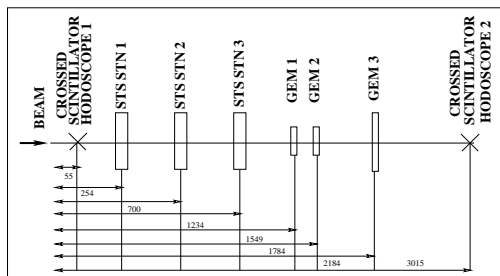 BEAM
CROSSED
SCINTILLATOR
HODOSCOPE 1
STS STN 1
STS STN 2
STS STN 3
GEM 1
GEM 2
GEM 3
CROSSED
SCINTILLATOR
HODOSCOPE 2
55
254
700
1234
1549
1784
2184
3015